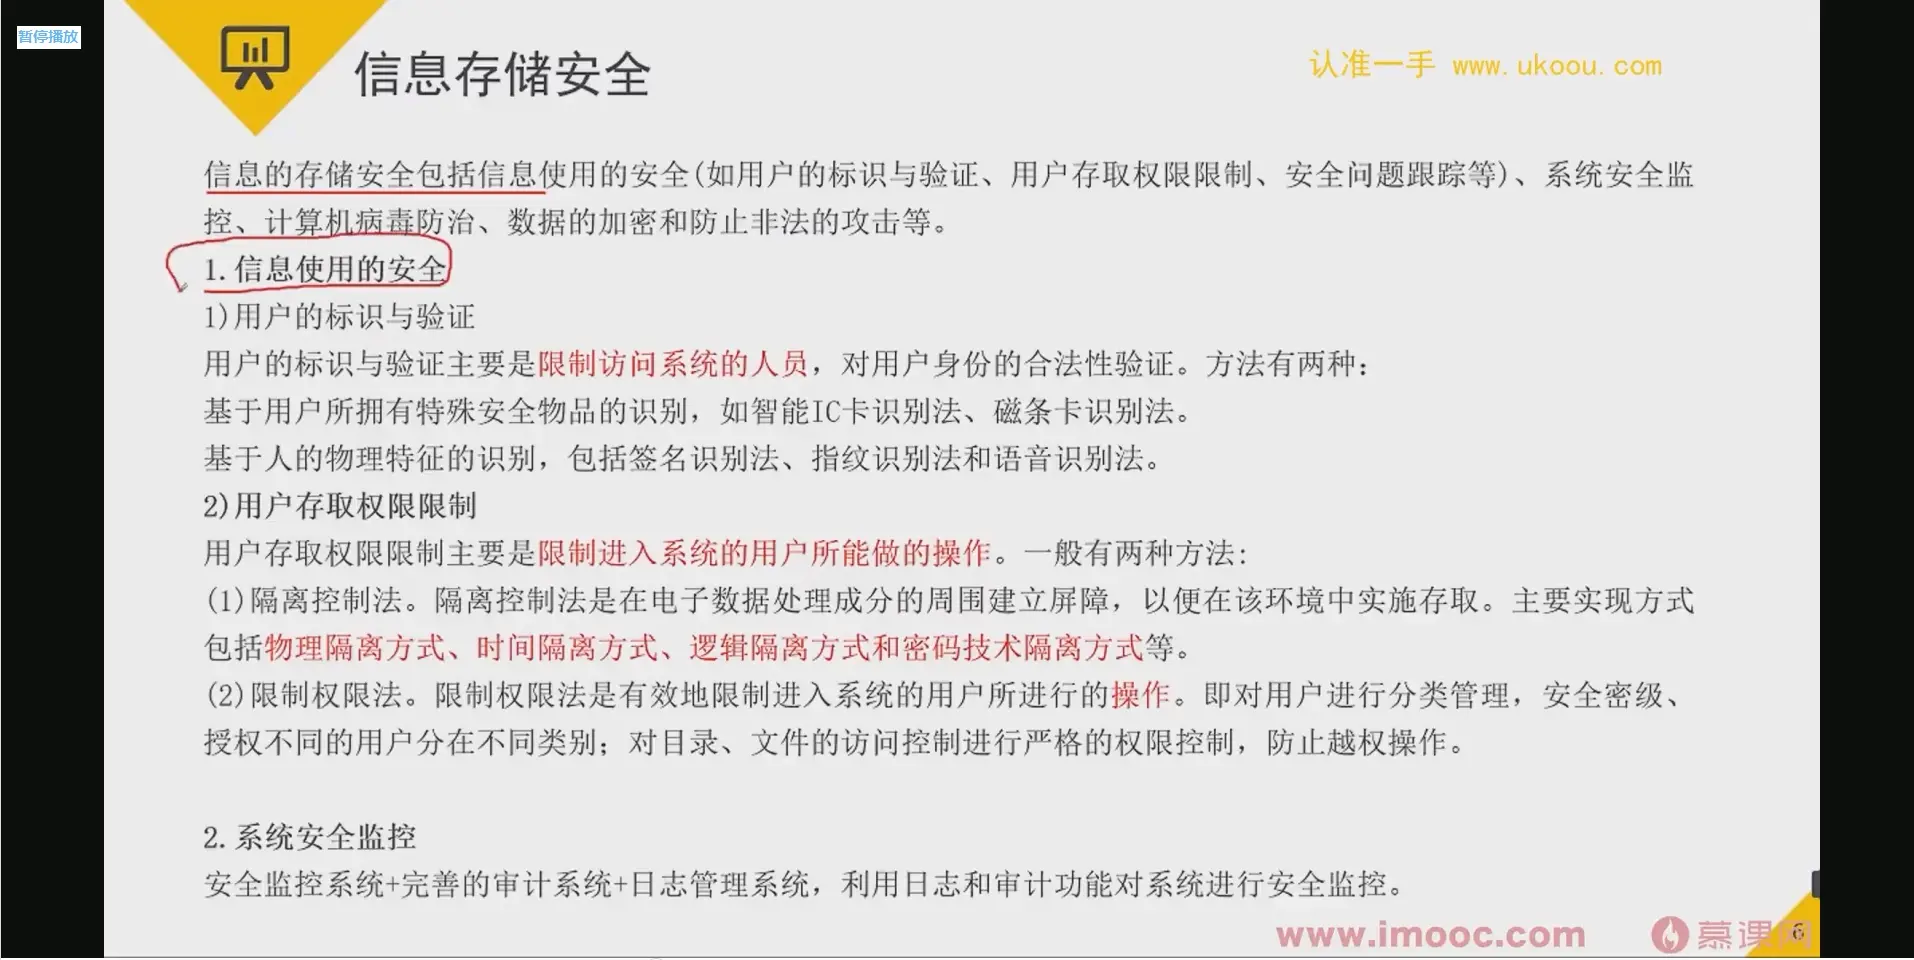 暂停播放
信息存储安全
认准一手 www.ukoou.com
信息的存储安全包括信息使用的安全(如用户的标识与验证、用户存取权限限制、安全问题跟踪等)、系统安全监
控、计算机病毒防治、数据的加密和防止非法的攻击等。
1.信息使用的安全
1)用户的标识与验证
用户的标识与验证主要是限制访问系统的人员，对用户身份的合法性验证。方法有两种：
基于用户所拥有特殊安全物品的识别，如智能IC卡识别法、磁条卡识别法。
基于人的物理特征的识别，包括签名识别法、指纹识别法和语音识别法。
2)用户存取权限限制
用户存取权限限制主要是限制进入系统的用户所能做的操作。一般有两种方法：
(1)隔离控制法。隔离控制法是在电子数据处理成分的周围建立屏障，以便在该环境中实施存取。主要实现方式
包括物理隔离方式、时间隔离方式、逻辑隔离方式和密码技术隔离方式等。
(2)限制权限法。限制权限法是有效地限制进入系统的用户所进行的操作。即对用户进行分类管理，安全密级、
授权不同的用户分在不同类别；对目录、文件的访问控制进行严格的权限控制，防止越权操作。
2.系统安全监控
安全监控系统+完善的审计系统+日志管理系统，利用日志和审计功能对系统进行安全监控。
www.imooc.com 慕课网
6